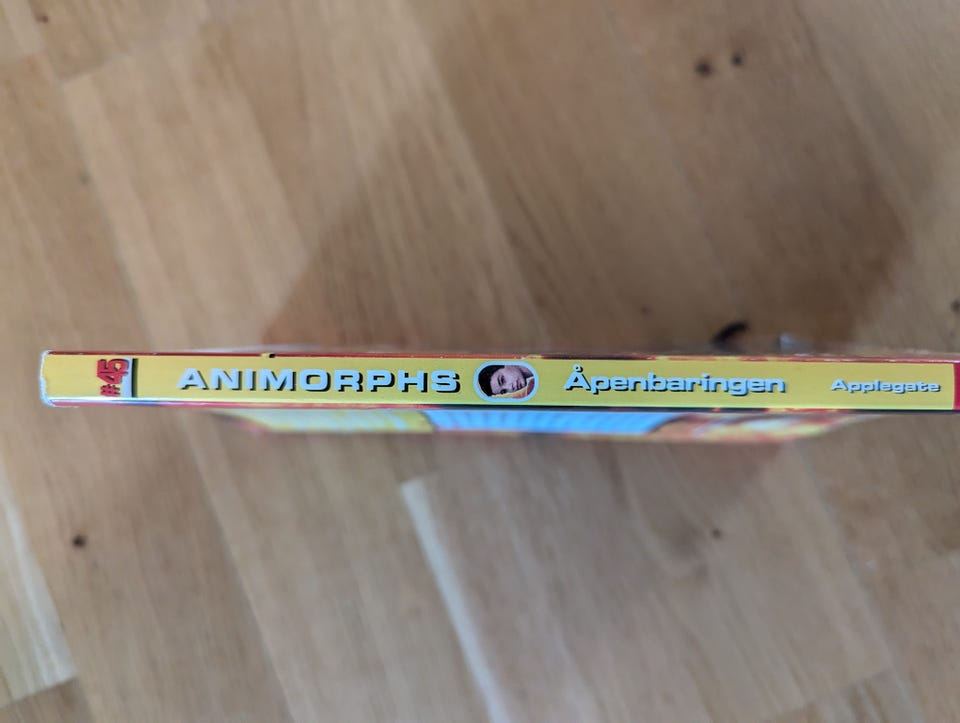 #45
ANIMORPHS
Åpenbaringen
Applegate